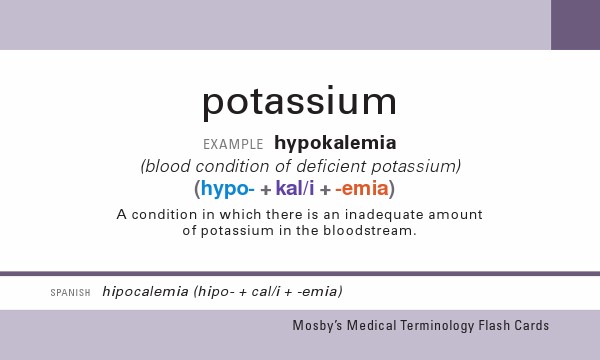 potassium
EXAMPLE hypokalemia
(blood condition of deficient potassium)
(hypo- + kal/i + -emia)
A condition in which there is an inadequate amount
of potassium in the bloodstream.
SPANISH hipocalemia (hipo- + cal/i + -emia)
Mosby's Medical Terminology Flash Cards